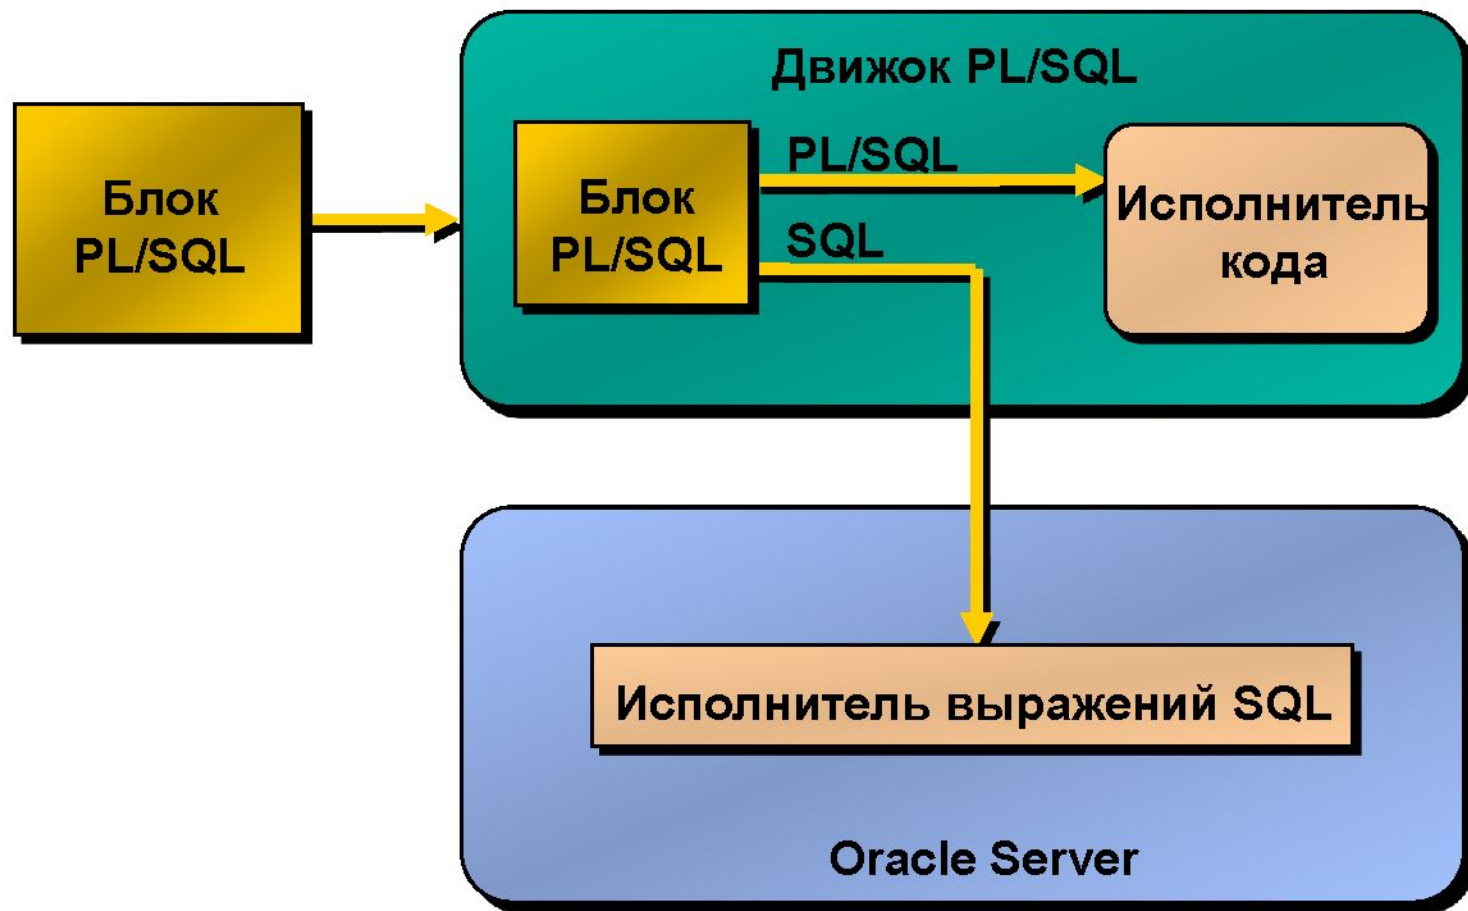 Движок PL/SQL
Блок
PL/SQL
Блок
PL/SQL
PL/SQL
SQL
Исполнитель
кода
Исполнитель выражений SQL
Oracle Server